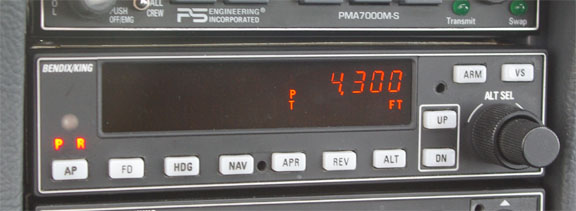 PUSH
OFF/EMG
ALL
CREW
PS ENGINEERING®
INCORPORATED
PMA7000M-S
Transmit
Swap
BENDIX/KING
4,300
P
T
FT
ARM
VS
ALT SEL
UP
DN
P R
AP
FD
HDG
NAV
APR
REV
ALT